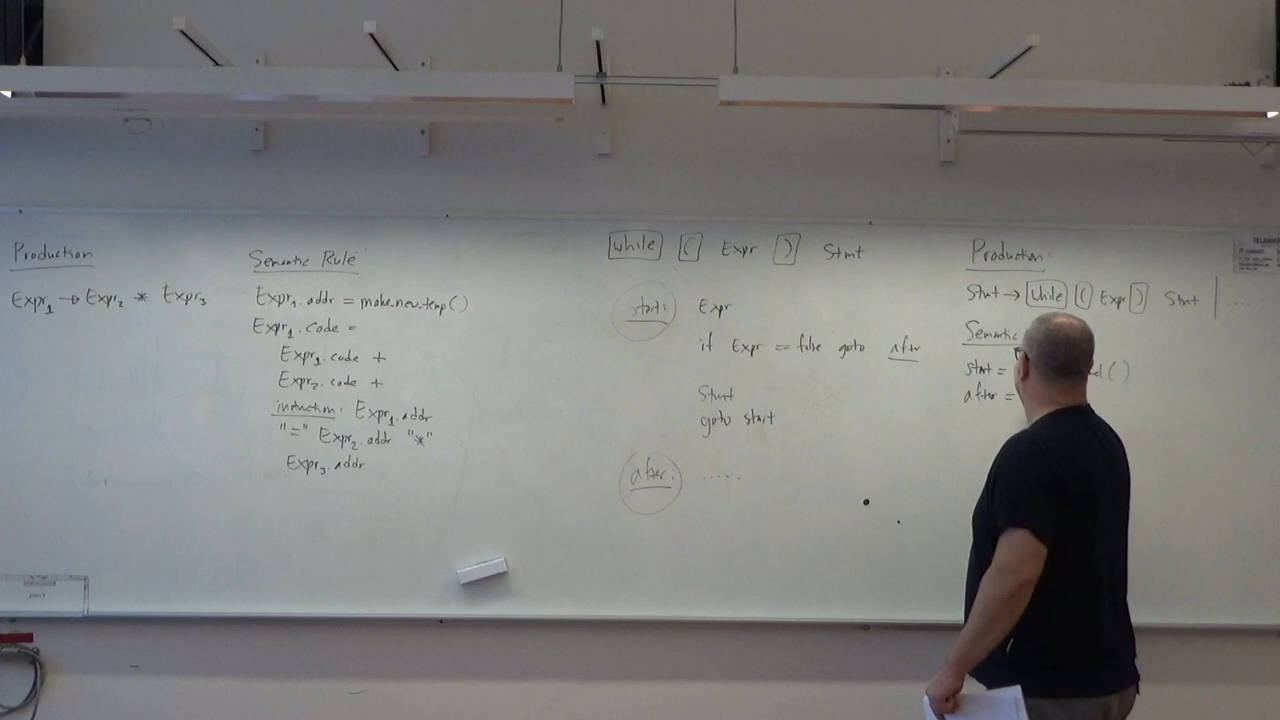 Production
Expr1 → Expr2 * Expr3
Semantic Rule
Expr1.addr = make.new.temp()
Expr1.code =
Expr1.code +
Expr2.code +
instruction: Expr1.addr
"=" Expr2.addr "*"
Expr3.addr
while ( Expr ) Stmt
start: Expr
if Expr == false goto after
Stmt
goto start
after: .....
Production:
Stmt → while ( Expr ) Stmt | ....
Semantic
start = el()
after =